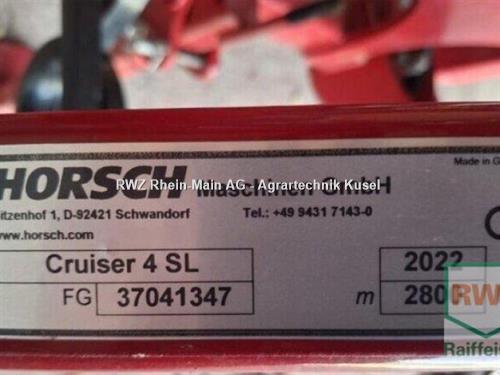 Made in G
HORSCH Maschinen GmbH
RWZ Rhein-Main AG - Agrartechnik Kusel
itzenhof 1, D-92421 Schwandorf Tel.: +49 9431 7143-0
www.horsch.com
Cruiser 4 SL 2022
FG 37041347 m 280
RW
Raiffeis